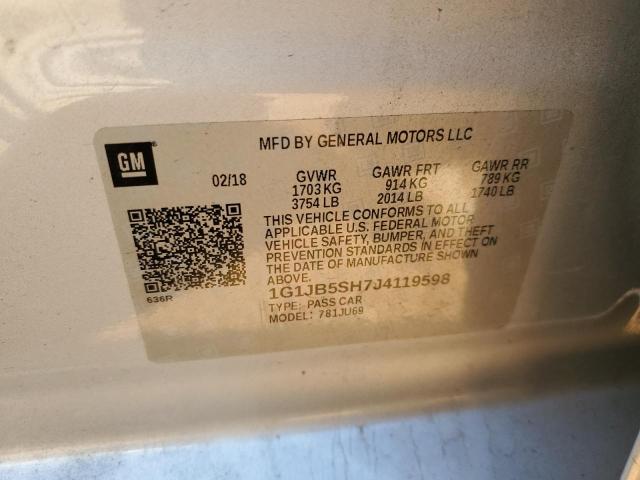 MFD BY GENERAL MOTORS LLC
GM
02/18 GVWR GAWR FRT GAWR RR
1703 KG 914 KG 789 KG
3754 LB 2014 LB 1740 LB
THIS VEHICLE CONFORMS TO ALL
APPLICABLE U.S. FEDERAL MOTOR
VEHICLE SAFETY, BUMPER, AND THEFT
PREVENTION STANDARDS IN EFFECT
ON THE DATE OF MANUFACTURE SHOWN
ABOVE.
636R
1G1JB5SH7J4119598
TYPE: PASS CAR
MODEL: 781JU69